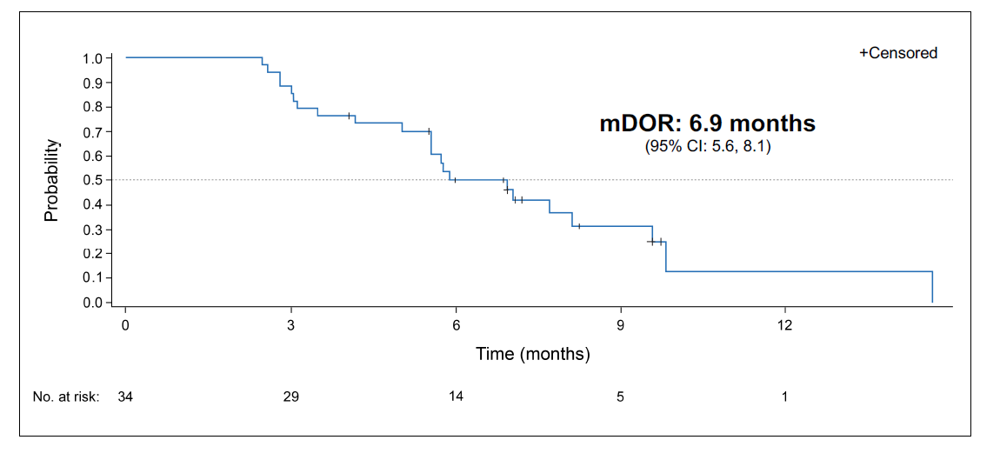 +Censored
mDOR: 6.9 months
(95% CI: 5.6, 8.1)
Probability
1.0
0.9
0.8
0.7
0.6
0.5
0.4
0.3
0.2
0.1
0.0
0 3 6 9 12
Time (months)
No. at risk: 34 29 14 5 1